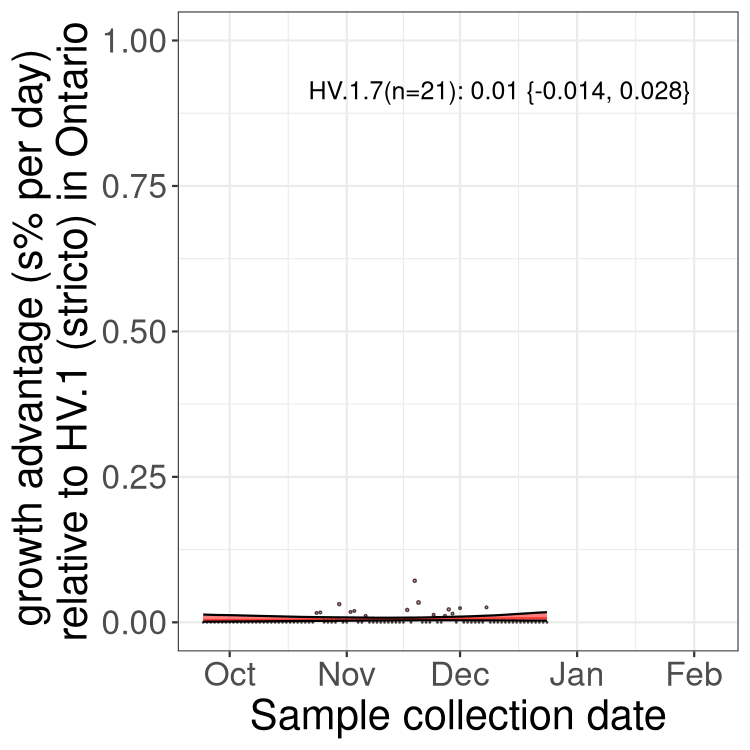 growth advantage (s% per day)
relative to HV.1 (stricto) in Ontario
1.00
0.75
0.50
0.25
0.00
HV.1.7(n=21): 0.01 {-0.014, 0.028}
Oct Nov Dec Jan Feb
Sample collection date